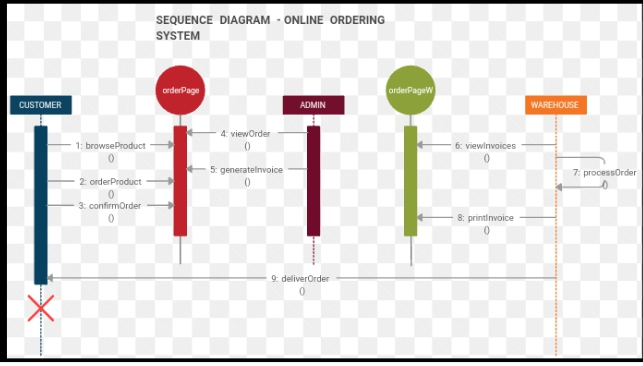 SEQUENCE DIAGRAM - ONLINE ORDERING
SYSTEM
orderPage
orderPageW
CUSTOMER
ADMIN
WAREHOUSE
4: viewOrder
()
1: browseProduct
()
6: viewInvoices
()
5: generateInvoice
()
7: processOrder
()
2: orderProduct
()
3: confirmOrder
()
8: printInvoice
()
9: deliverOrder
()